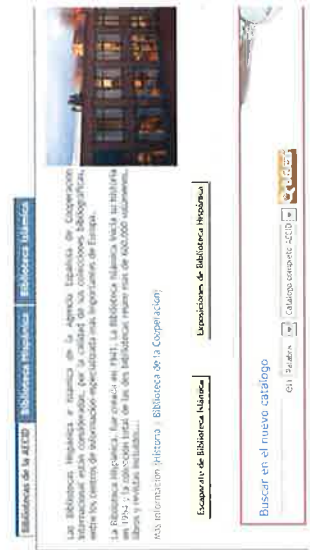 Bibliotecas de la AECID Biblioteca Hispánica Biblioteca Islámica
Las Bibliotecas Hispánica e Islámica de la Agencia Española de Cooperación
Internacional están consideradas, por la calidad de sus colecciones bibliográficas,
entre los centros de información especializada más importantes de Europa.
La Biblioteca Hispánica, fue creada en 1941. La Biblioteca Islámica inicia su historia
en 1954 y la colección total de las dos bibliotecas reúne más de 600.000 volúmenes,
libros y revistas incluidos...
Más información (Historia Biblioteca de la Cooperación)
Escaparate de Biblioteca Islámica Exposiciones de Biblioteca Hispánica
Buscar en el nuevo catálogo
Palabra Catálogo completo AECID